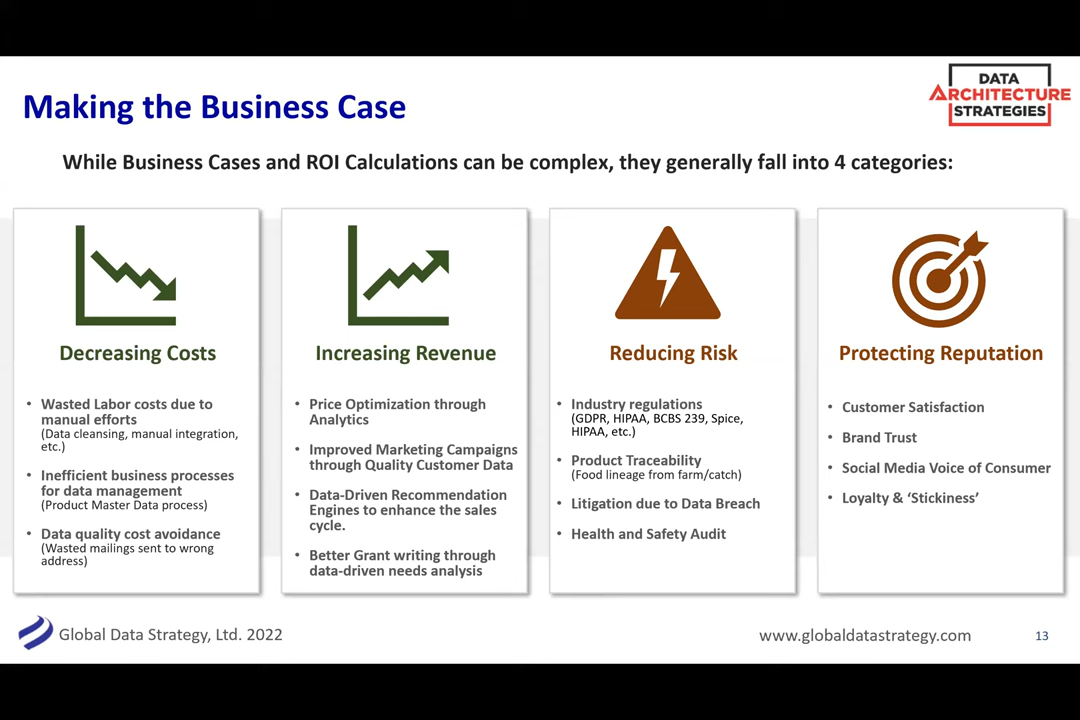 Making the Business Case
DATA
ARCHITECTURE
STRATEGIES
While Business Cases and ROI Calculations can be complex, they generally fall into 4 categories:
Decreasing Costs
• Wasted Labor costs due to
manual efforts
(Data cleansing, manual integration,
etc.)
• Inefficient business processes
for data management
(Product Master Data process)
• Data quality cost avoidance
(Wasted mailings sent to wrong
address)
Increasing Revenue
• Price Optimization through
Analytics
• Improved Marketing Campaigns
through Quality Customer Data
• Data-Driven Recommendation
Engines to enhance the sales
cycle.
• Better Grant writing through
data-driven needs analysis
Reducing Risk
• Industry regulations
(GDPR, HIPAA, BCBS 239, Spice,
HIPAA, etc.)
• Product Traceability
(Food lineage from farm/catch)
• Litigation due to Data Breach
• Health and Safety Audit
Protecting Reputation
• Customer Satisfaction
• Brand Trust
• Social Media Voice of Consumer
• Loyalty & ‘Stickiness’
Global Data Strategy, Ltd. 2022
www.globaldatastrategy.com
13